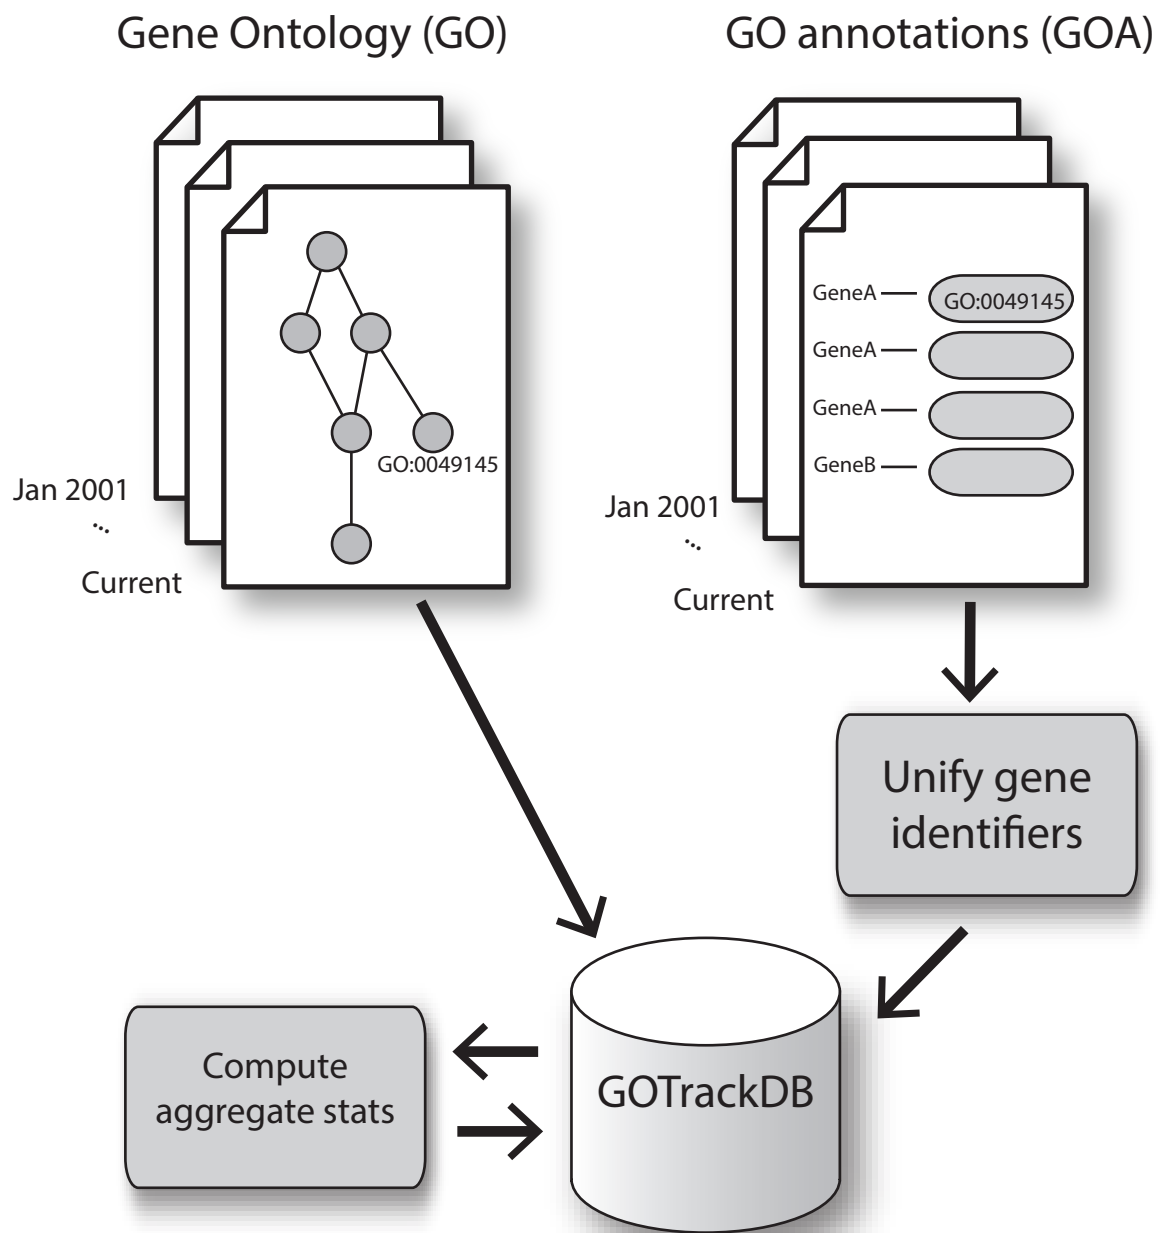 Gene Ontology (GO)
GO annotations (GOA)
GO:0049145
Jan 2001
...
Current
GeneA
GO:0049145
GeneA
GeneA
GeneB
Jan 2001
...
Current
Unify gene
identifiers
GOTrackDB
Compute
aggregate stats